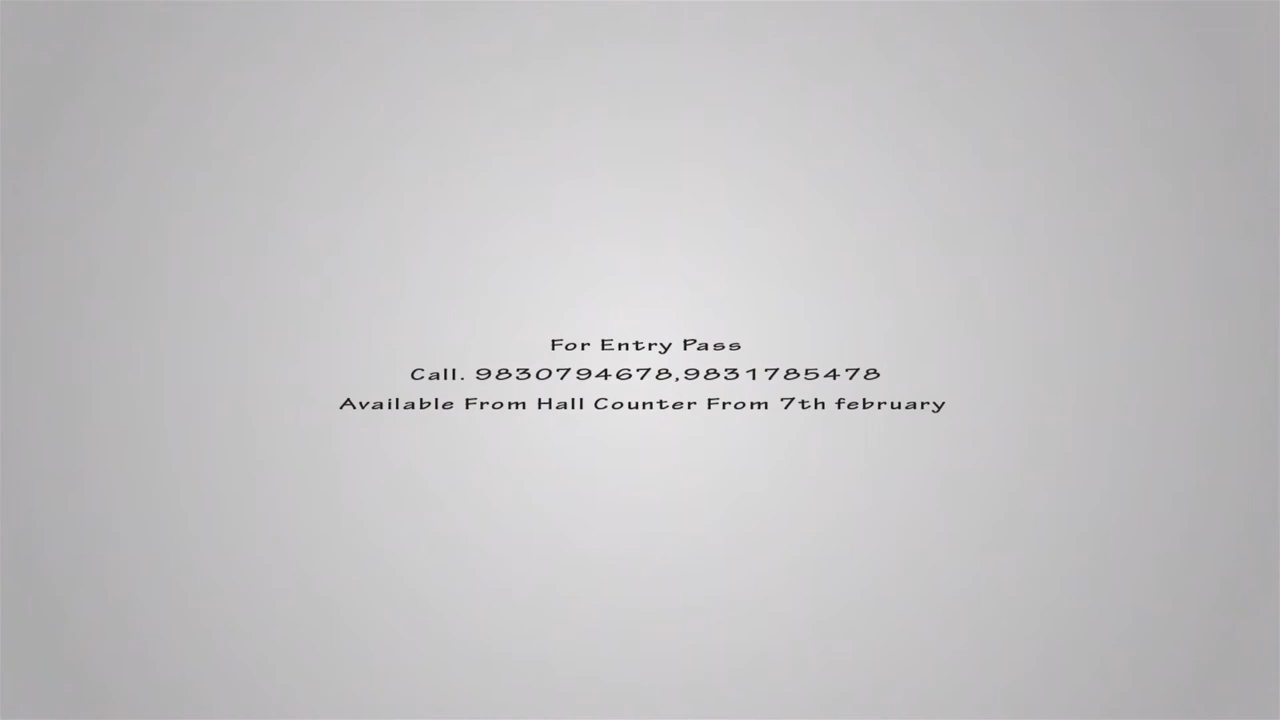 For Entry Pass
Call. 9830794678,9831785478
Available From Hall Counter From 7th february